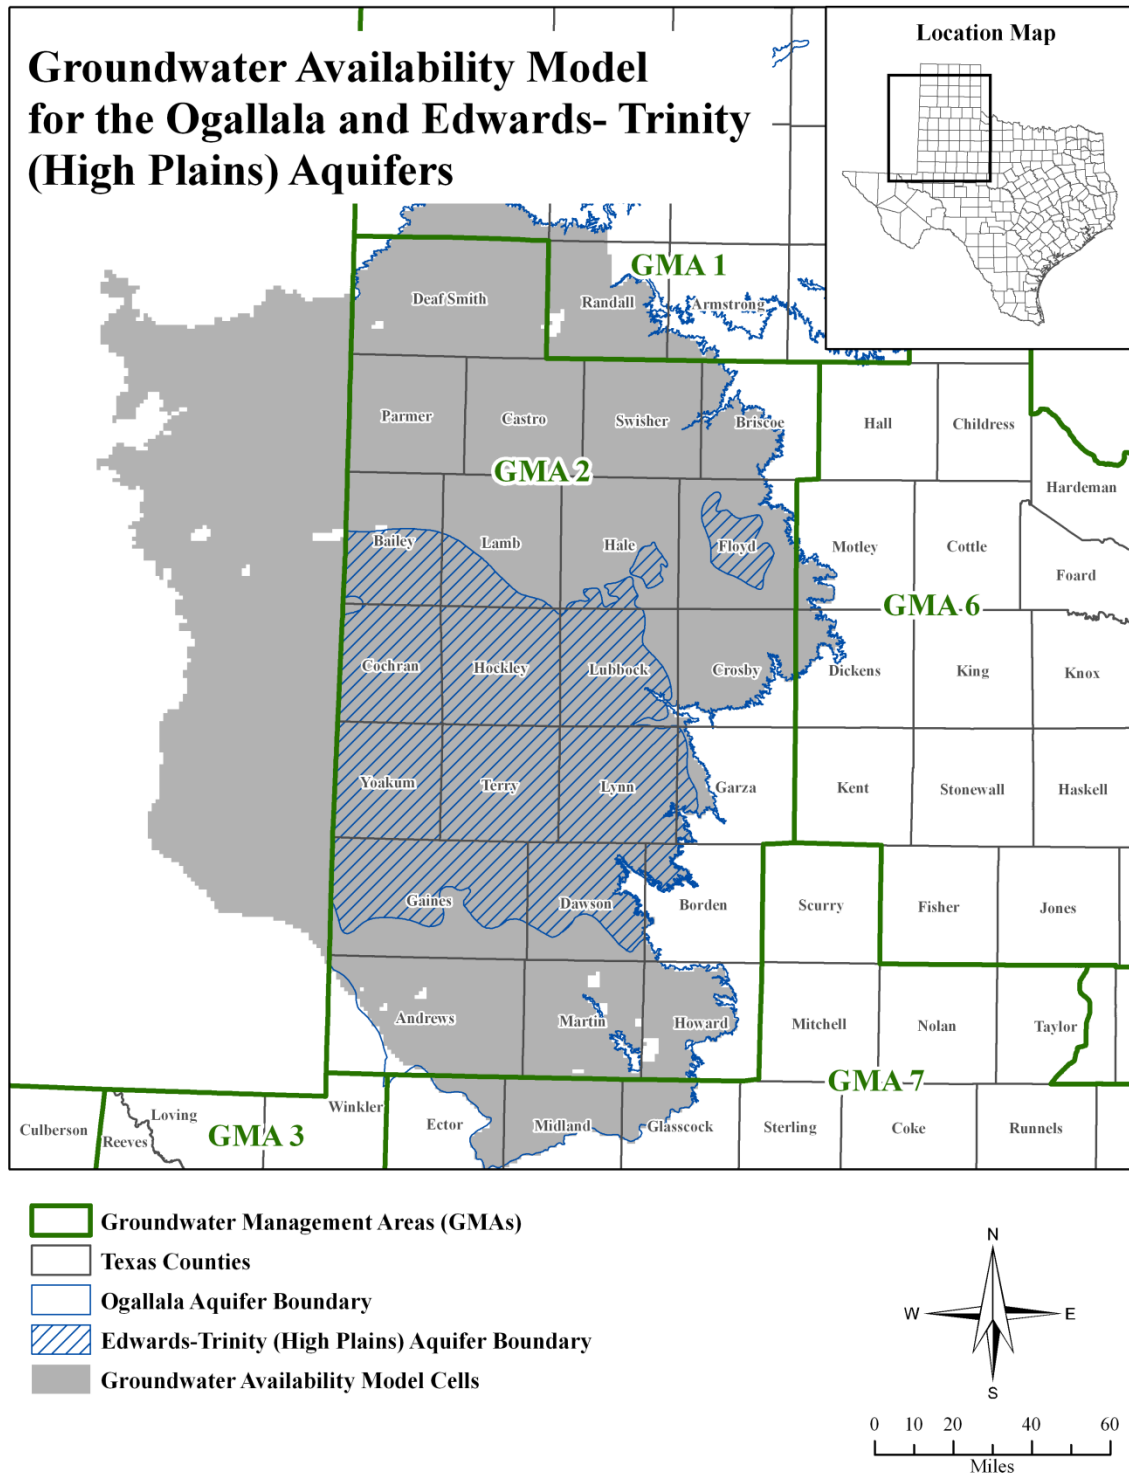 Groundwater Availability Model
for the Ogallala and Edwards- Trinity
(High Plains) Aquifers
Location Map
GMA 1
Deaf Smith
Randall
Armstrong
Parmer
Castro
Swisher
Briscoe
Hall
Childress
GMA 2
Hardeman
Bailey
Lamb
Hale
Floyd
Motley
Cottle
Foard
GMA 6
Cochran
Hockley
Lubbock
Crosby
Dickens
King
Knox
Yoakum
Terry
Lynn
Garza
Kent
Stonewall
Haskell
Gaines
Dawson
Borden
Scurry
Fisher
Jones
Andrews
Martin
Howard
Mitchell
Nolan
Taylor
GMA 7
Culberson
Reeves
Loving
GMA 3
Winkler
Ector
Midland
Glasscock
Sterling
Coke
Runnels
Groundwater Management Areas (GMAs)
Texas Counties
Ogallala Aquifer Boundary
Edwards-Trinity (High Plains) Aquifer Boundary
Groundwater Availability Model Cells
N
W
E
S
0 10 20 40 60
Miles